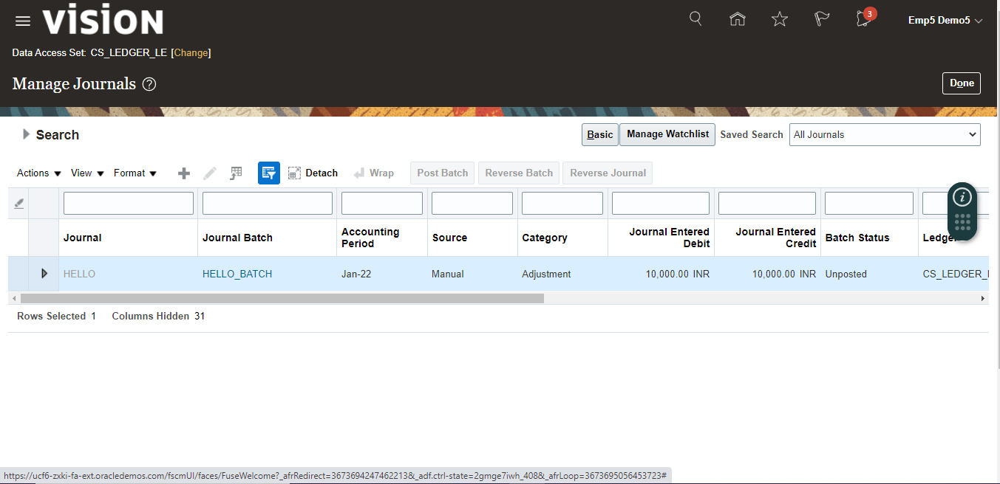 VISION
3
Emp5 Demo5
Data Access Set: CS_LEDGER_LE [Change]
Manage Journals ?
Done
Search
Basic Manage Watchlist Saved Search All Journals
Actions View Format Detach Wrap Post Batch Reverse Batch Reverse Journal
Journal Journal Batch Accounting Period Source Category Journal Entered Debit Journal Entered Credit Batch Status Ledge
HELLO HELLO_BATCH Jan-22 Manual Adjustment 10,000.00 INR 10,000.00 INR Unposted CS_LEDGER_
Rows Selected 1 Columns Hidden 31
https://ucf6-zxki-fa-ext.oracledemos.com/fscmUI/faces/FuseWelcome?_afrRedirect=3673694247462213&_adf.ctrl-state=2gmge7iwh_408&_afrLoop=3673695056453723#